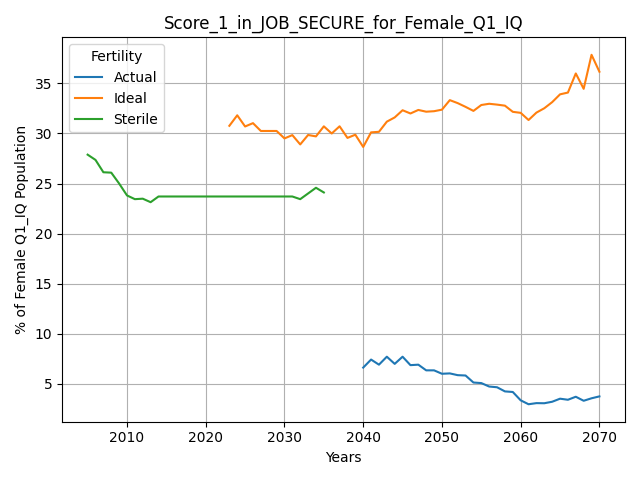 Score_1_in_JOB_SECURE_for_Female_Q1_IQ
Fertility
Actual
Ideal
Sterile
% of Female Q1_IQ Population
35
30
25
20
15
10
5
2010 2020 2030 2040 2050 2060 2070
Years